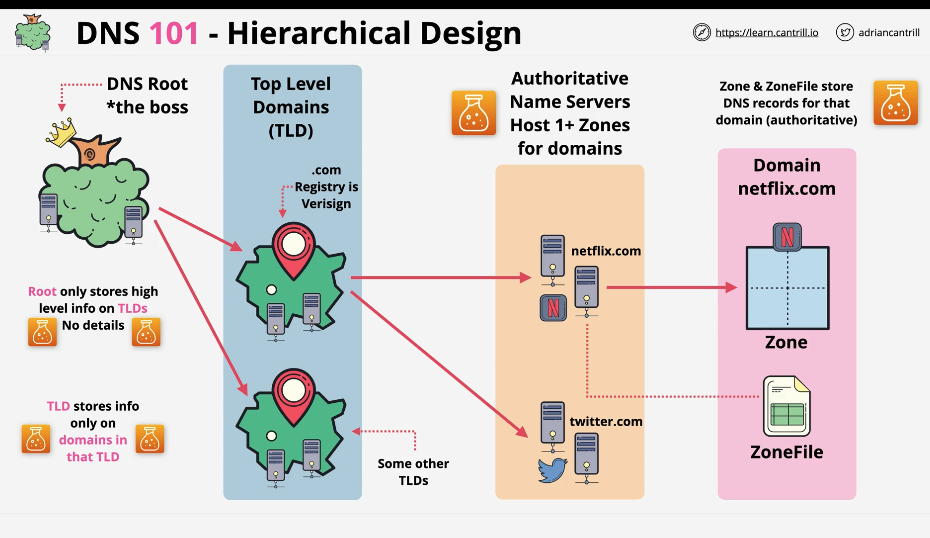 DNS 101 - Hierarchical Design
https://learn.cantrill.io
adriancantrill
DNS Root
*the boss
Root only stores high
level info on TLDs
No details
TLD stores info
only on
domains in
that TLD
Top Level
Domains
(TLD)
.com
Registry is
Verisign
Some other
TLDs
Authoritative
Name Servers
Host 1+ Zones
for domains
netflix.com
N
twitter.com
Zone & ZoneFile store
DNS records for that
domain (authoritative)
Domain
netflix.com
N
Zone
ZoneFile